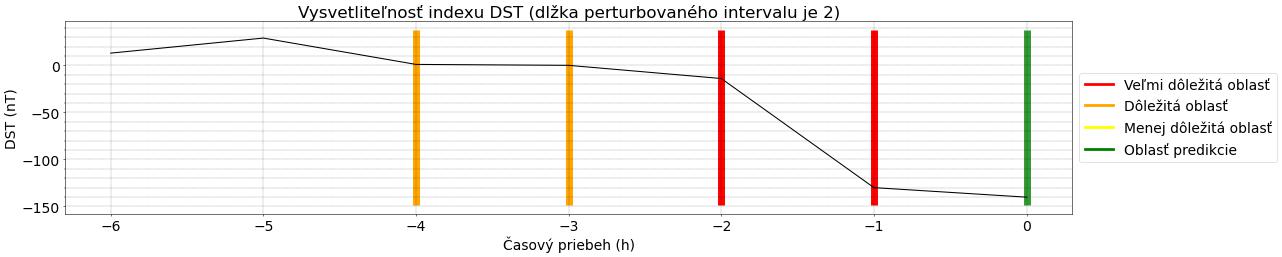 Vysvetliteľnosť indexu DST (dĺžka perturbovaného intervalu je 2)
DST (nT)
0
−50
−100
−150
−6 −5 −4 −3 −2 −1 0
Časový priebeh (h)
Veľmi dôležitá oblasť
Dôležitá oblasť
Menej dôležitá oblasť
Oblasť predikcie